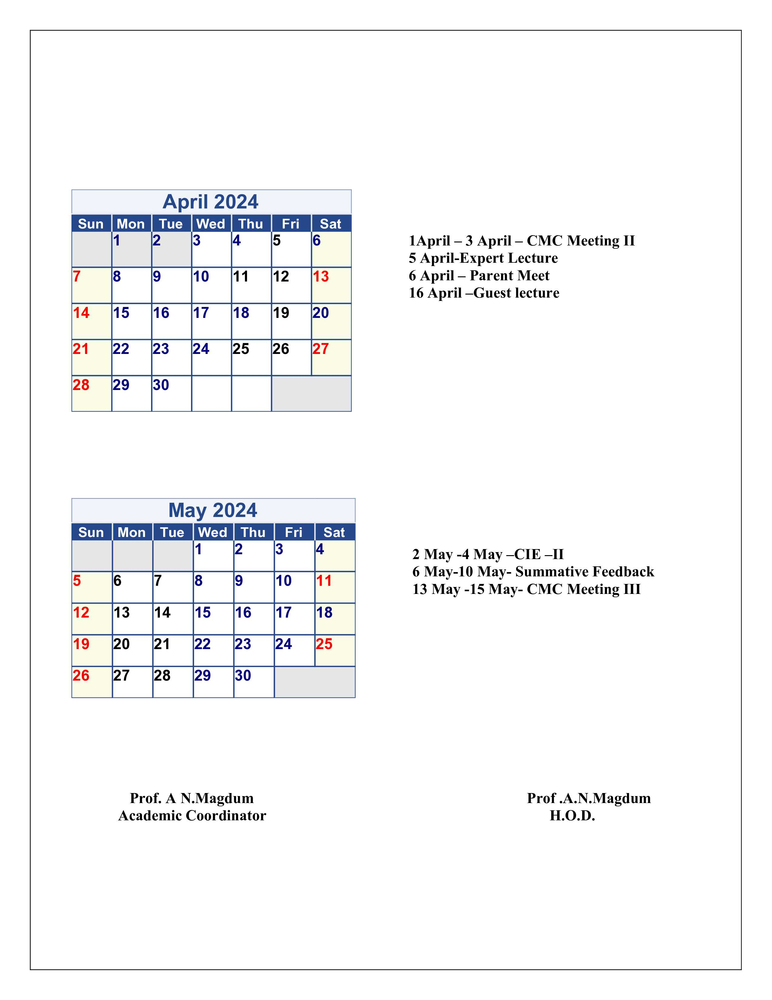 April 2024
Sun Mon Tue Wed Thu Fri Sat
1 2 3 4 5 6
7 8 9 10 11 12 13
14 15 16 17 18 19 20
21 22 23 24 25 26 27
28 29 30
1April – 3 April – CMC Meeting II
5 April-Expert Lecture
6 April – Parent Meet
16 April –Guest lecture
May 2024
Sun Mon Tue Wed Thu Fri Sat
1 2 3 4
5 6 7 8 9 10 11
12 13 14 15 16 17 18
19 20 21 22 23 24 25
26 27 28 29 30
2 May -4 May –CIE –II
6 May-10 May- Summative Feedback
13 May -15 May- CMC Meeting III
Prof. A N.Magdum
Academic Coordinator
Prof .A.N.Magdum
H.O.D.